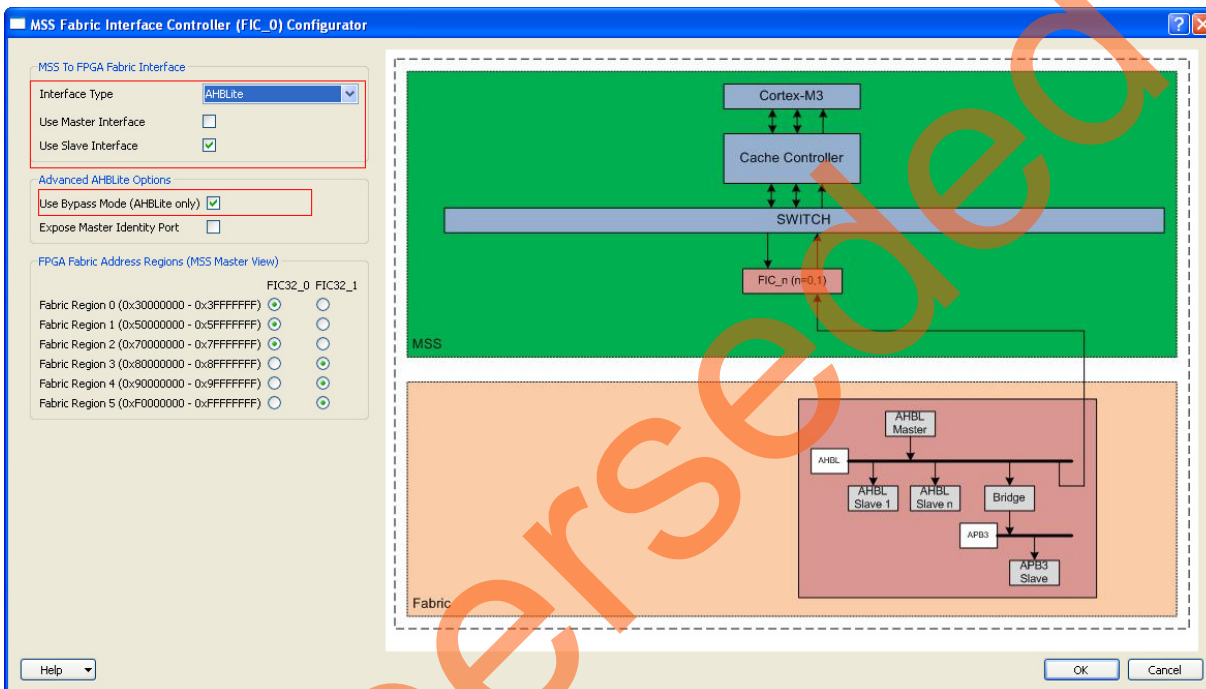 MSS Fabric Interface Controller (FIC_0) Configurator
MSS To FPGA Fabric Interface
Interface Type AHBLite
Use Master Interface
Use Slave Interface
Advanced AHBLite Options
Use Bypass Mode (AHBLite only)
Expose Master Identity Port
FPGA Fabric Address Regions (MSS Master View)
FIC32_0 FIC32_1
Fabric Region 0 (0x30000000 - 0x3FFFFFFF)
Fabric Region 1 (0x50000000 - 0x5FFFFFFF)
Fabric Region 2 (0x70000000 - 0x7FFFFFFF)
Fabric Region 3 (0x80000000 - 0x8FFFFFFF)
Fabric Region 4 (0x90000000 - 0x9FFFFFFF)
Fabric Region 5 (0xF0000000 - 0xFFFFFFFF)
Cortex-M3
Cache Controller
SWITCH
FIC_n (n=0,1)
MSS
AHBL
Master
AHBL
AHBL
Slave 1
AHBL
Slave n
Bridge
APB3
APB3
Slave
Fabric
Help
OK
Cancel
erseded